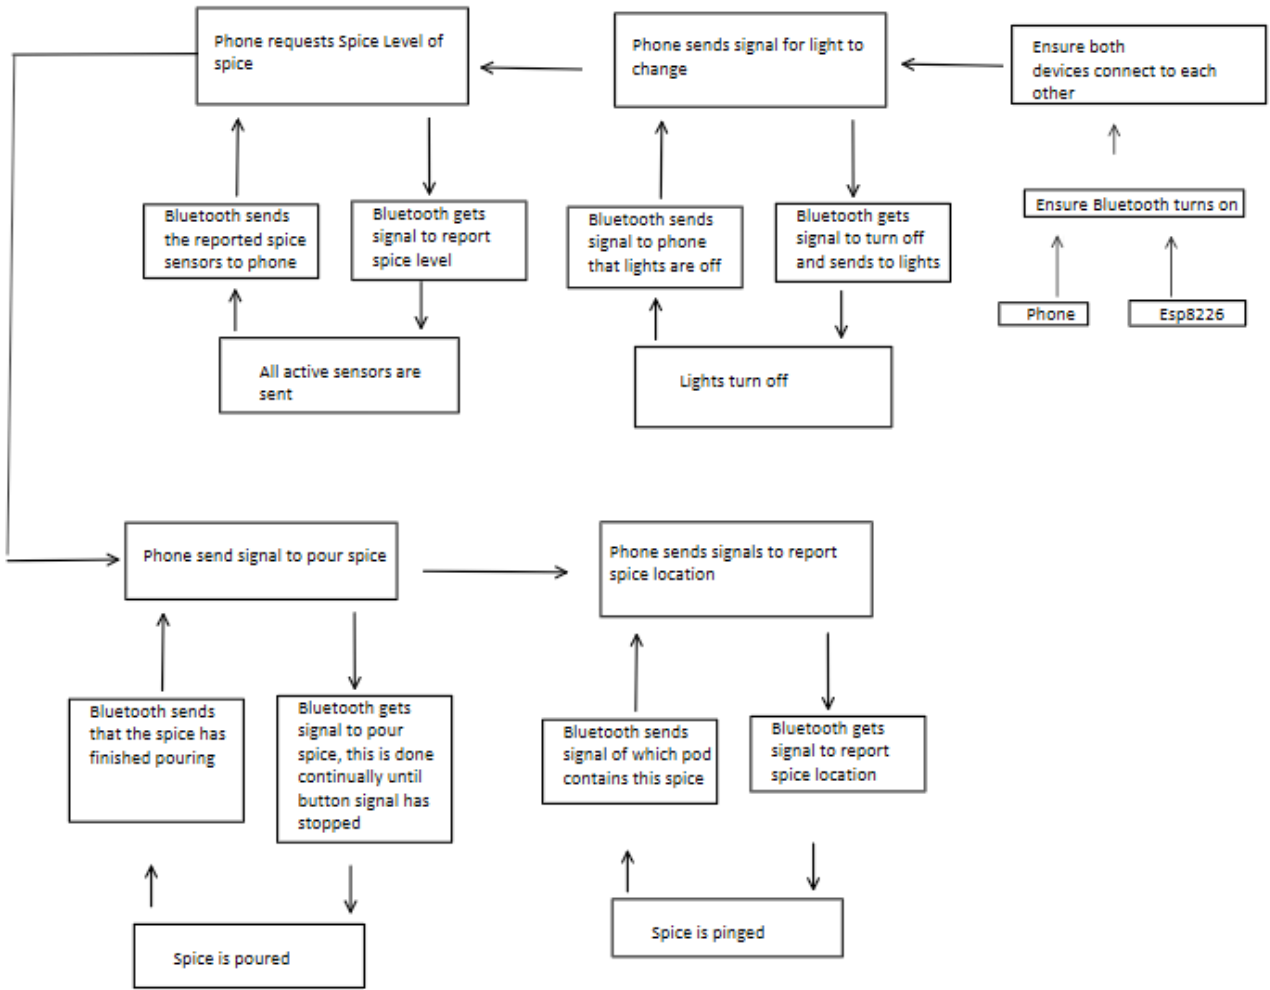 Phone requests Spice Level of
spice
Phone sends signal for light to
change
Ensure both
devices connect to each
other
Bluetooth sends
the reported spice
sensors to phone
Bluetooth gets
signal to report
spice level
Bluetooth sends
signal to phone
that lights are off
Bluetooth gets
signal to turn off
and sends to lights
Ensure Bluetooth turns on
Phone
Esp8226
All active sensors are
sent
Lights turn off
Phone send signal to pour spice
Phone sends signals to report
spice location
Bluetooth sends
that the spice has
finished pouring
Bluetooth gets
signal to pour
spice, this is done
continually until
button signal has
stopped
Bluetooth sends
signal of which pod
contains this spice
Bluetooth gets
signal to report
spice location
Spice is poured
Spice is pinged